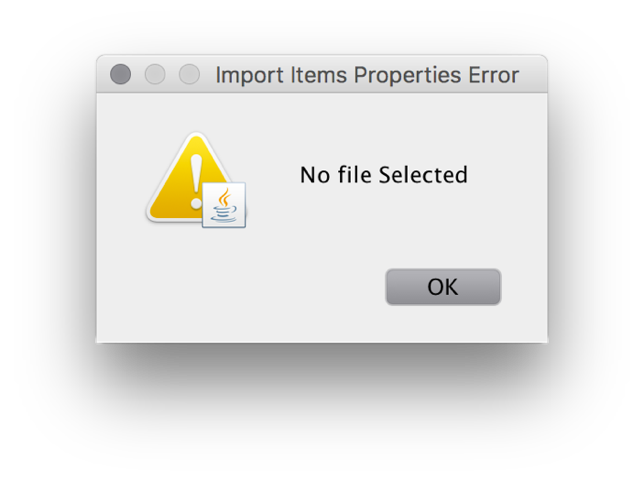 Import Items Properties Error
No file Selected
OK